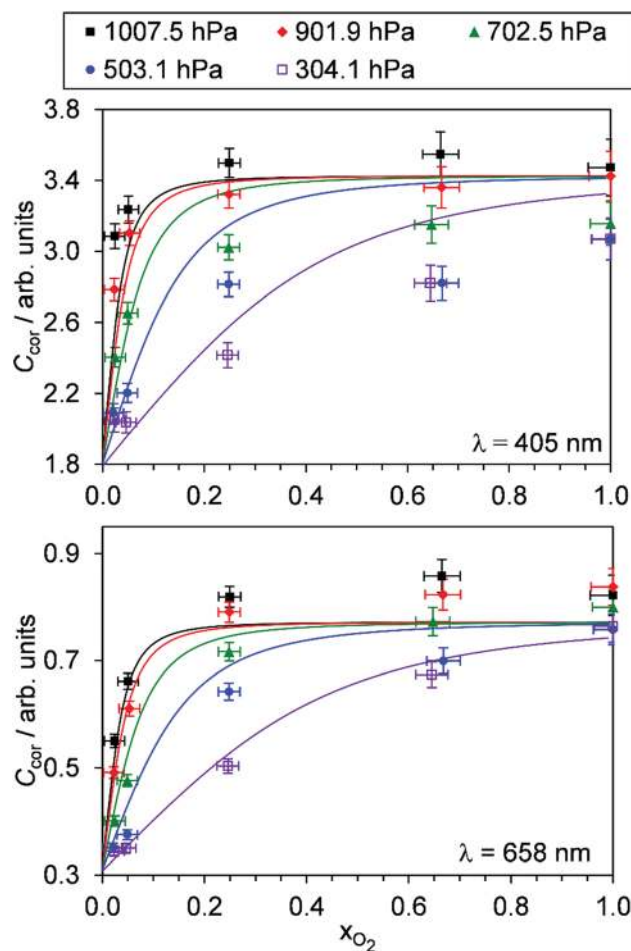 1007.5 hPa 901.9 hPa 702.5 hPa
503.1 hPa 304.1 hPa
3.8
3.4
3.0
2.6
2.2
1.8
C_cor / arb. units
λ = 405 nm
0.0 0.2 0.4 0.6 0.8 1.0
0.9
0.7
0.5
0.3
C_cor / arb. units
λ = 658 nm
0.0 0.2 0.4 0.6 0.8 1.0
x_O₂